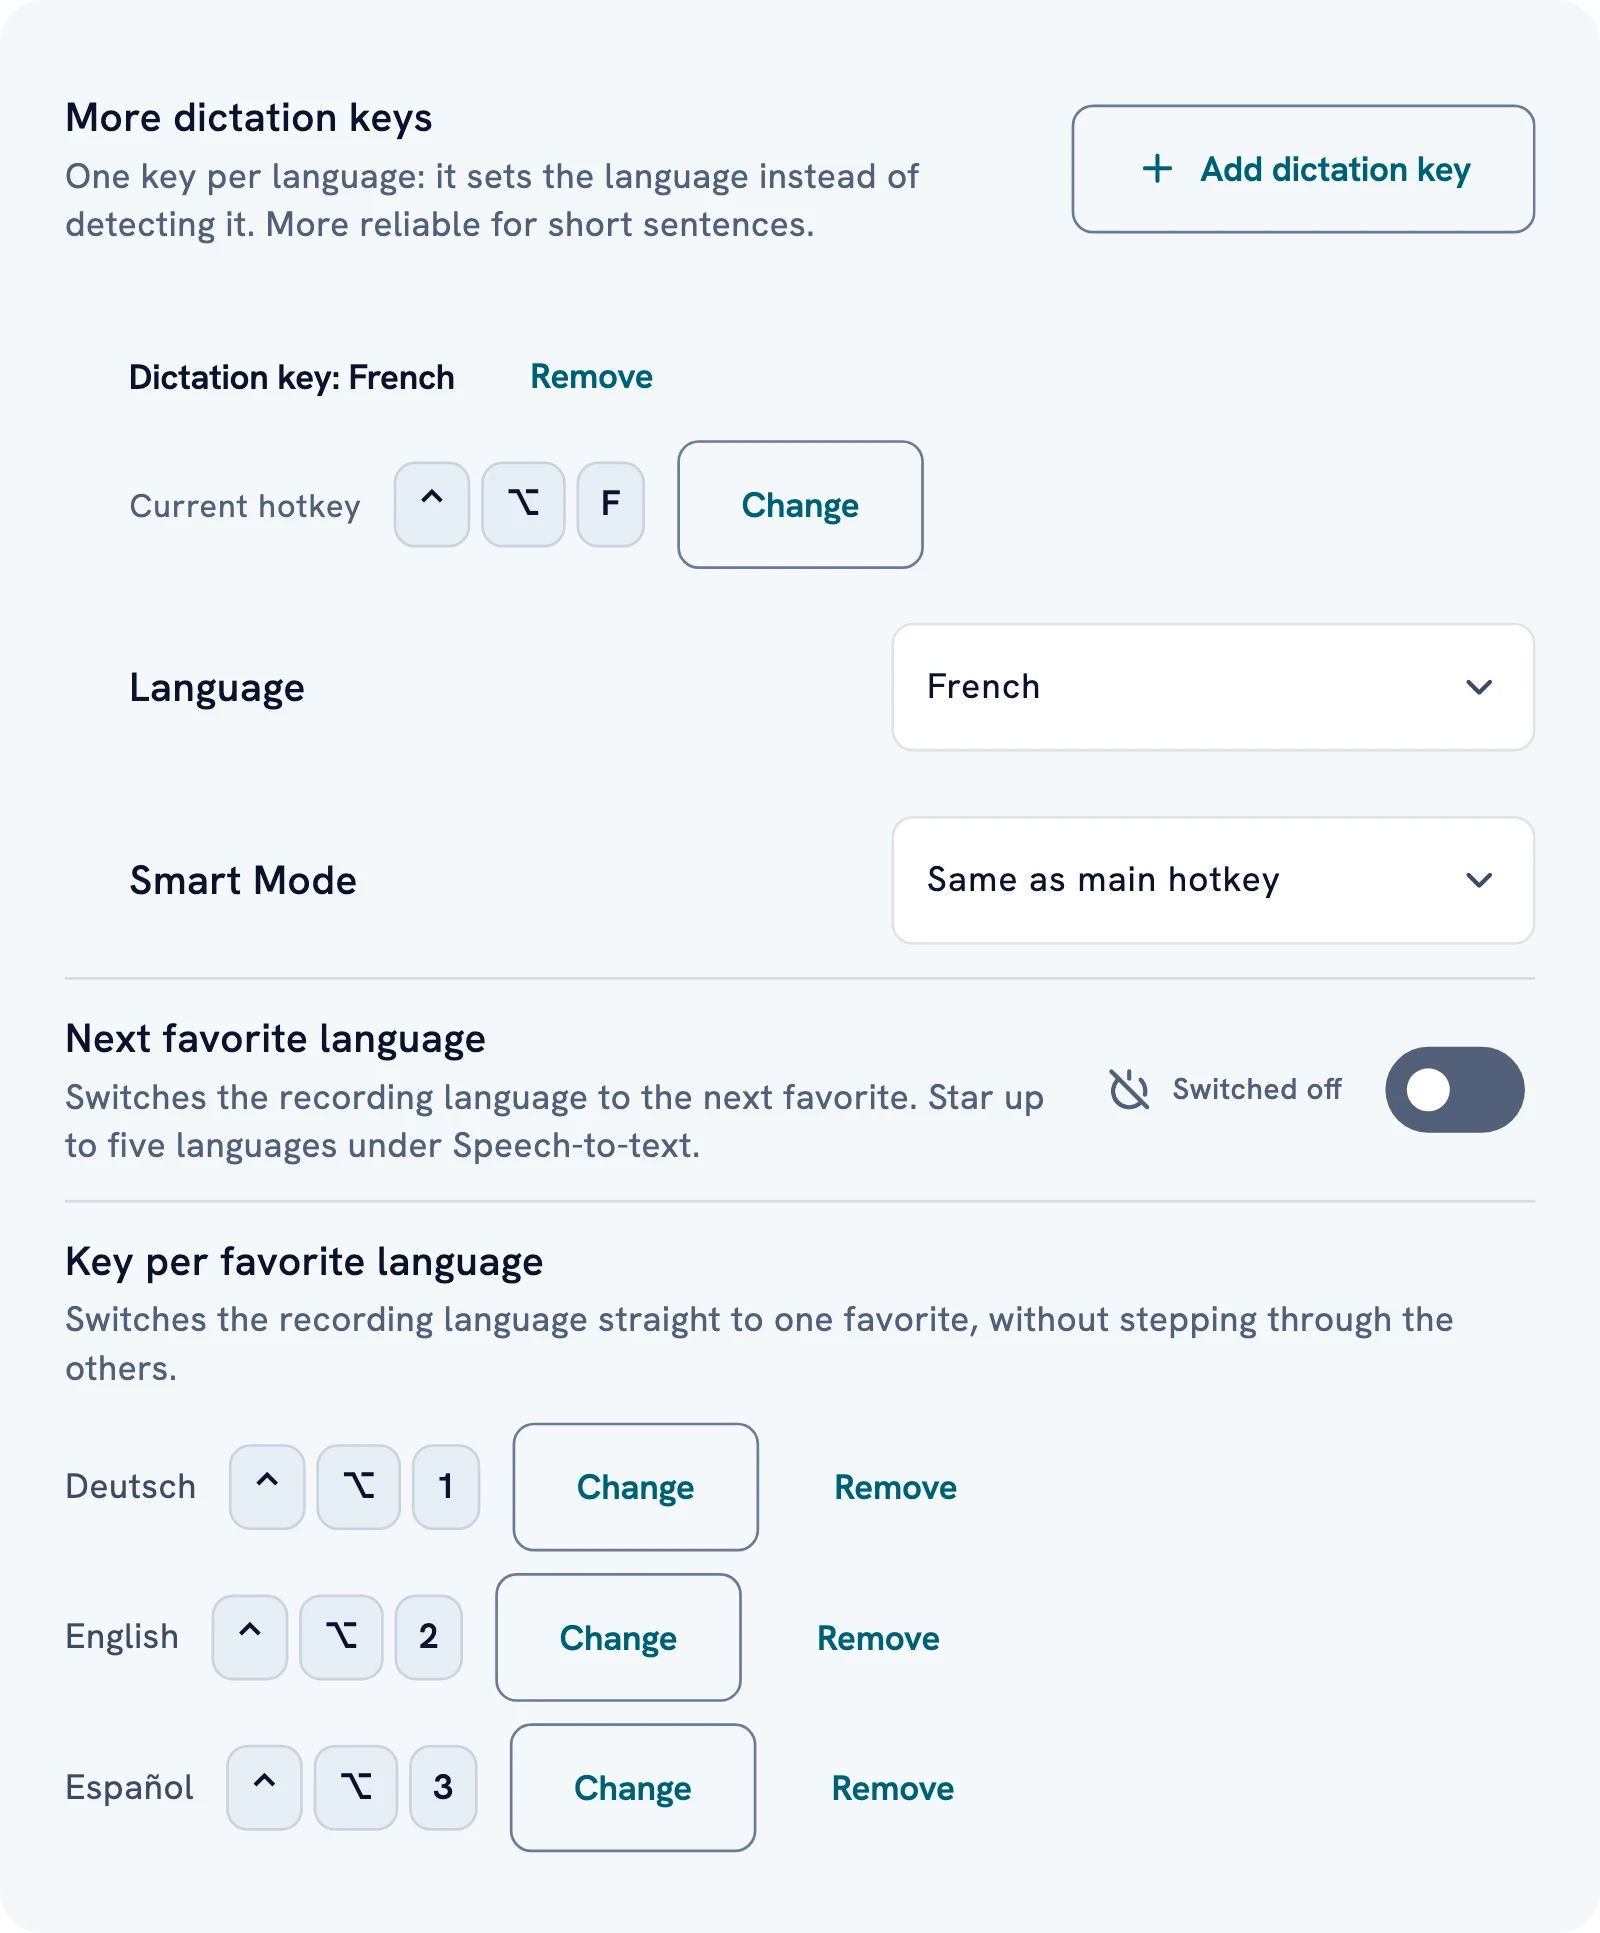 More dictation keys
One key per language: it sets the language instead of
detecting it. More reliable for short sentences.
+ Add dictation key
Dictation key: French Remove
Current hotkey ^ ⌥ F Change
Language French
Smart Mode Same as main hotkey
Next favorite language
Switches the recording language to the next favorite. Star up
to five languages under Speech-to-text.
Switched off
Key per favorite language
Switches the recording language straight to one favorite, without stepping through the
others.
Deutsch ^ ⌥ 1 Change Remove
English ^ ⌥ 2 Change Remove
Español ^ ⌥ 3 Change Remove